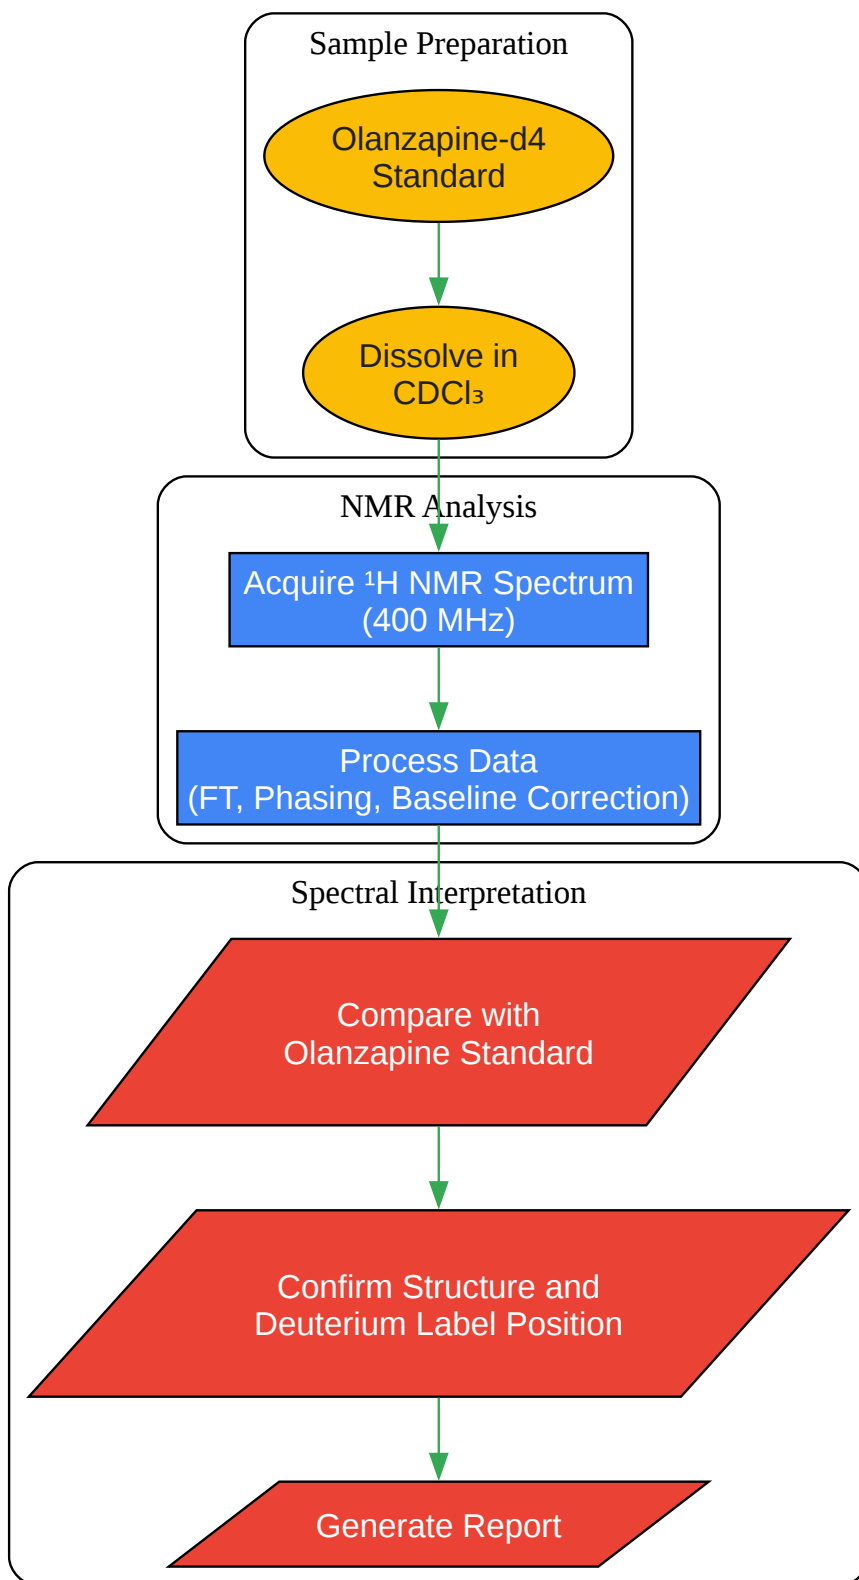 Sample Preparation
Olanzapine-d4
Standard
Dissolve in
CDCl₃
NMR Analysis
Acquire ¹H NMR Spectrum
(400 MHz)
Process Data
(FT, Phasing, Baseline Correction)
Spectral Interpretation
Compare with
Olanzapine Standard
Confirm Structure and
Deuterium Label Position
Generate Report